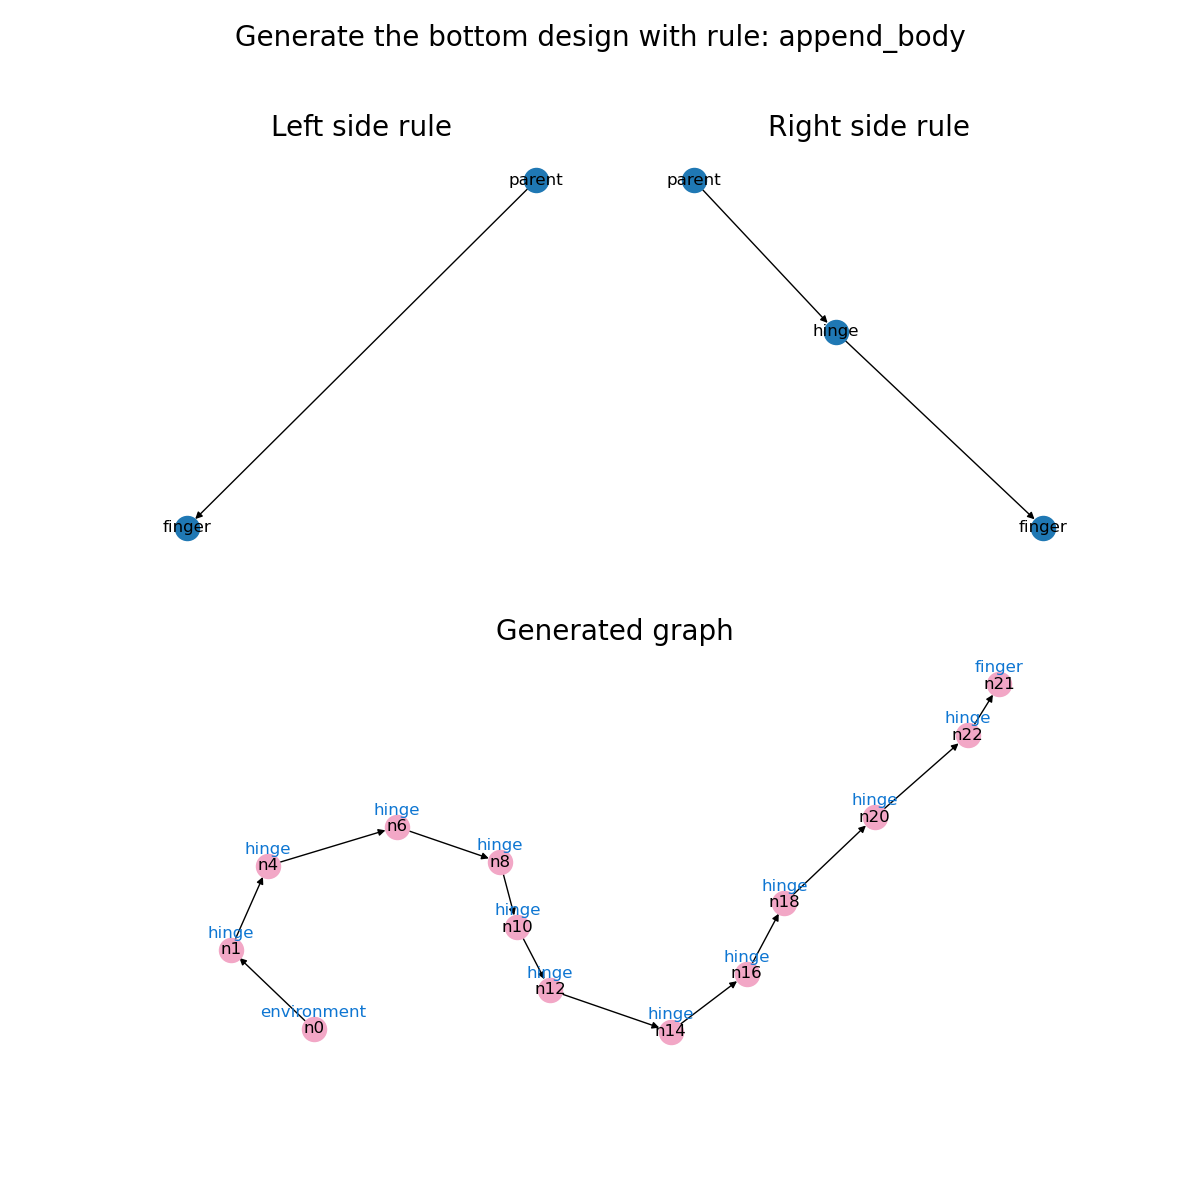 Generate the bottom design with rule: append_body
Left side rule
Right side rule
parent
parent
hinge
finger
finger
Generated graph
finger
n21
hinge
n22
hinge
n20
hinge
n6
hinge
n4
hinge
n8
hinge
n18
hinge
n10
hinge
n1
hinge
n16
hinge
n12
environment
n0
hinge
n14